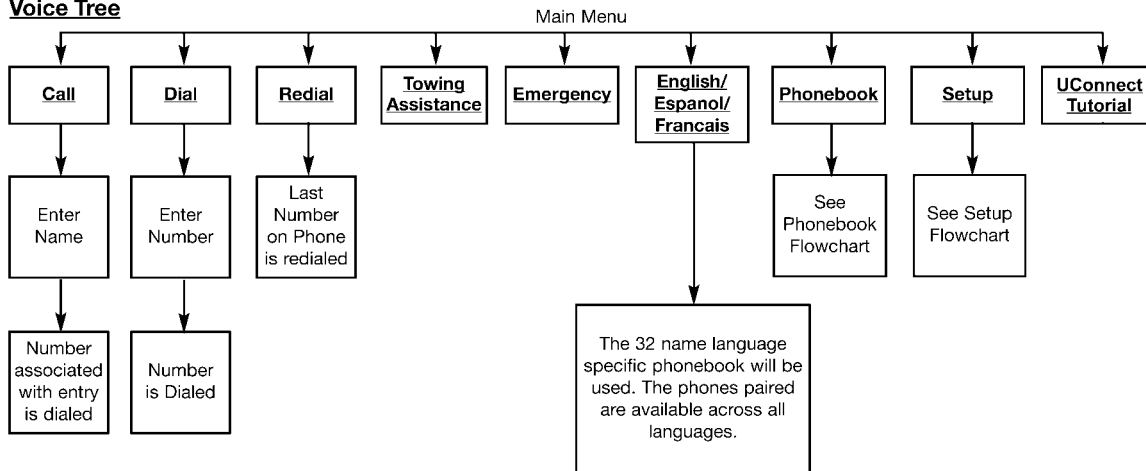 Voice Tree
Main Menu
Call
Dial
Redial
Towing
Assistance
Emergency
English/
Espanol/
Francais
Phonebook
Setup
UConnect
Tutorial
Enter
Name
Enter
Number
Last
Number
on Phone
is redialed
See
Phonebook
Flowchart
See Setup
Flowchart
Number
associated
with entry
is dialed
Number
is Dialed
The 32 name language
specific phonebook will be
used. The phones paired
are available across all
languages.